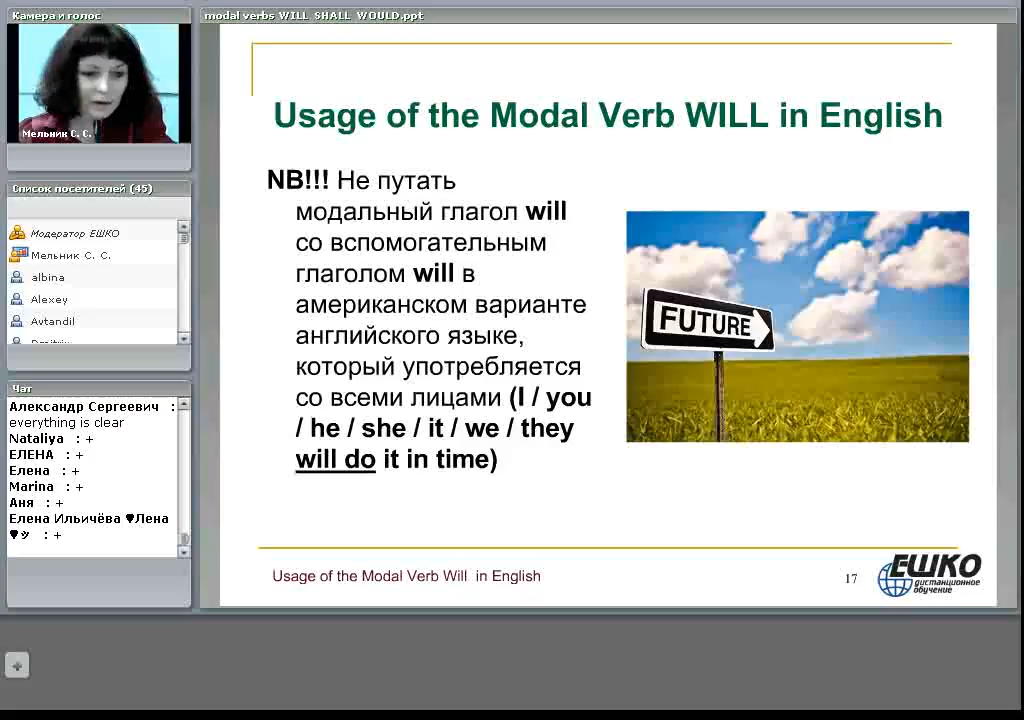 Камера и голос
Мельник С. С.
Список посетителей (45)
Модератор ЕШКО
Мельник С. С.
albina
Alexey
Avtandil
Dmitriy
Чат
Александр Сергеевич :
everything is clear
Nataliya : +
ЕЛЕНА : +
Елена : +
Marina : +
Аня : +
Елена Ильичёва ♥Лена
♥ッ : +
modal verbs WILL SHALL WOULD.ppt
Usage of the Modal Verb WILL in English
NB!!! Не путать
модальный глагол will
со вспомогательным
глаголом will в
американском варианте
английского языке,
который употребляется
со всеми лицами (I / you
/ he / she / it / we / they
will do it in time)
FUTURE
Usage of the Modal Verb Will in English
17
ЕШКО
дистанционное
обучение